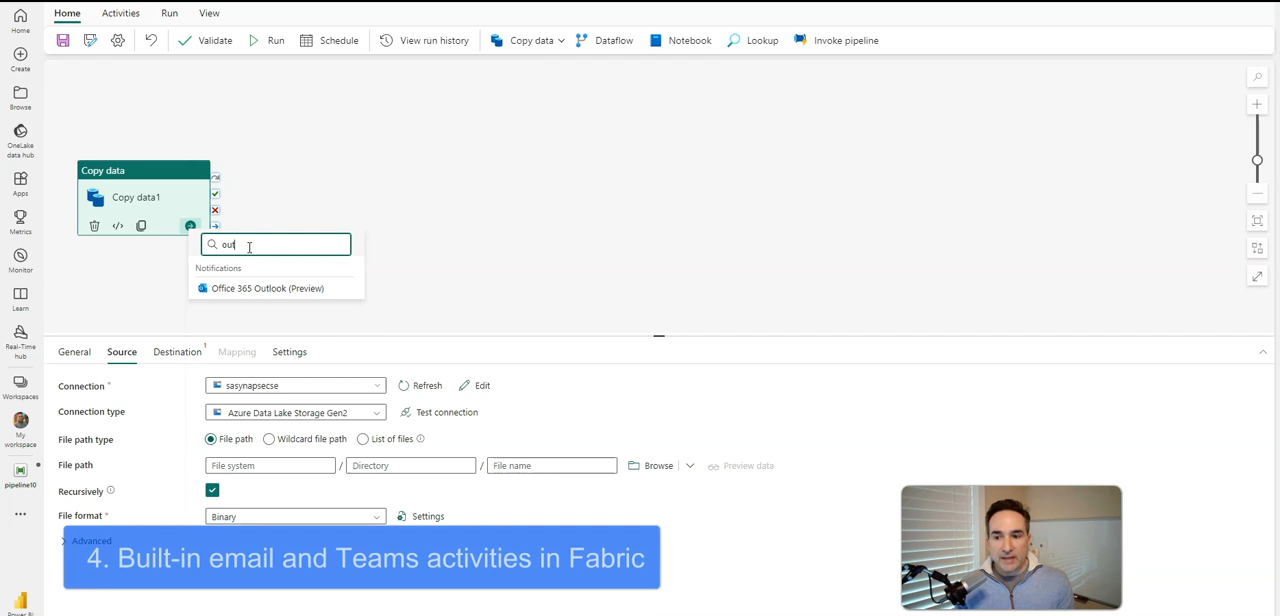 Home
Activities
Run
View
Validate
Run
Schedule
View run history
Copy data
Dataflow
Notebook
Lookup
Invoke pipeline
Home
Create
Browse
OneLake
data hub
Apps
Metrics
Monitor
Learn
Real-Time
hub
Workspaces
My
workspace
pipeline10
Power BI
Copy data
Copy data1
out
Notifications
Office 365 Outlook (Preview)
General
Source
Destination 1
Mapping
Settings
Connection *
sasynapsecse
Refresh
Edit
Connection type
Azure Data Lake Storage Gen2
Test connection
File path type
File path
Wildcard file path
List of files
File path
File system
/
Directory
/
File name
Browse
Preview data
Recursively
File format *
Binary
Settings
Advanced
4. Built-in email and Teams activities in Fabric